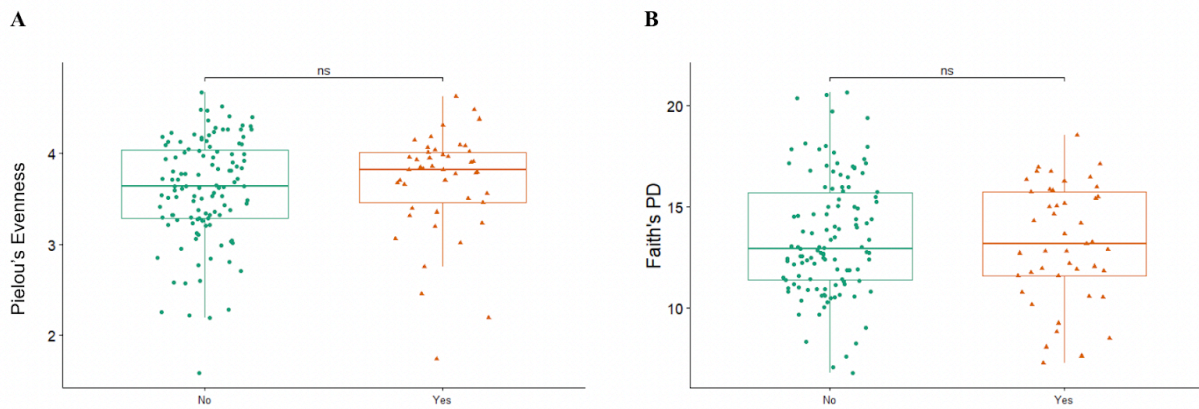 A
ns
Pielou's Evenness
4
3
2
No Yes
B
ns
Faith's PD
20
15
10
No Yes